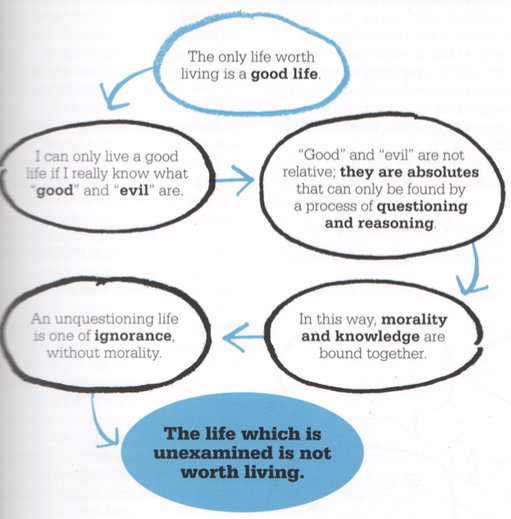 The only life worth
living is a good life.
I can only live a good
life if I really know what
“good” and “evil” are.
“Good” and “evil” are not
relative; they are absolutes
that can only be found by
a process of questioning
and reasoning.
In this way, morality
and knowledge are
bound together.
An unquestioning life
is one of ignorance,
without morality.
The life which is
unexamined is not
worth living.